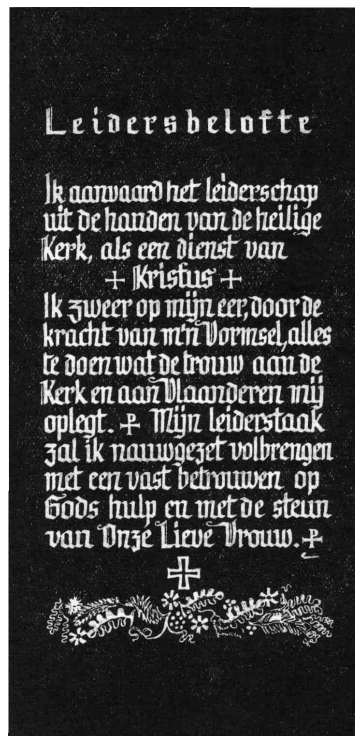 Leidersbelofte
Ik aanvaard het leiderschap
uit de handen van de heilige
Kerk, als een dienst van
+ Kristus +
Ik zweer op mijn eer, door de
kracht van m'n Vormsel, alles
te doen wat de trouw aan de
Kerk en aan Vlaanderen mij
oplegt. ⳨ Mijn leiderstaak
zal ik nauwgezet volbrengen
met een vast betrouwen op
Gods hulp en met de steun
van Onze Lieve Vrouw. ⳨